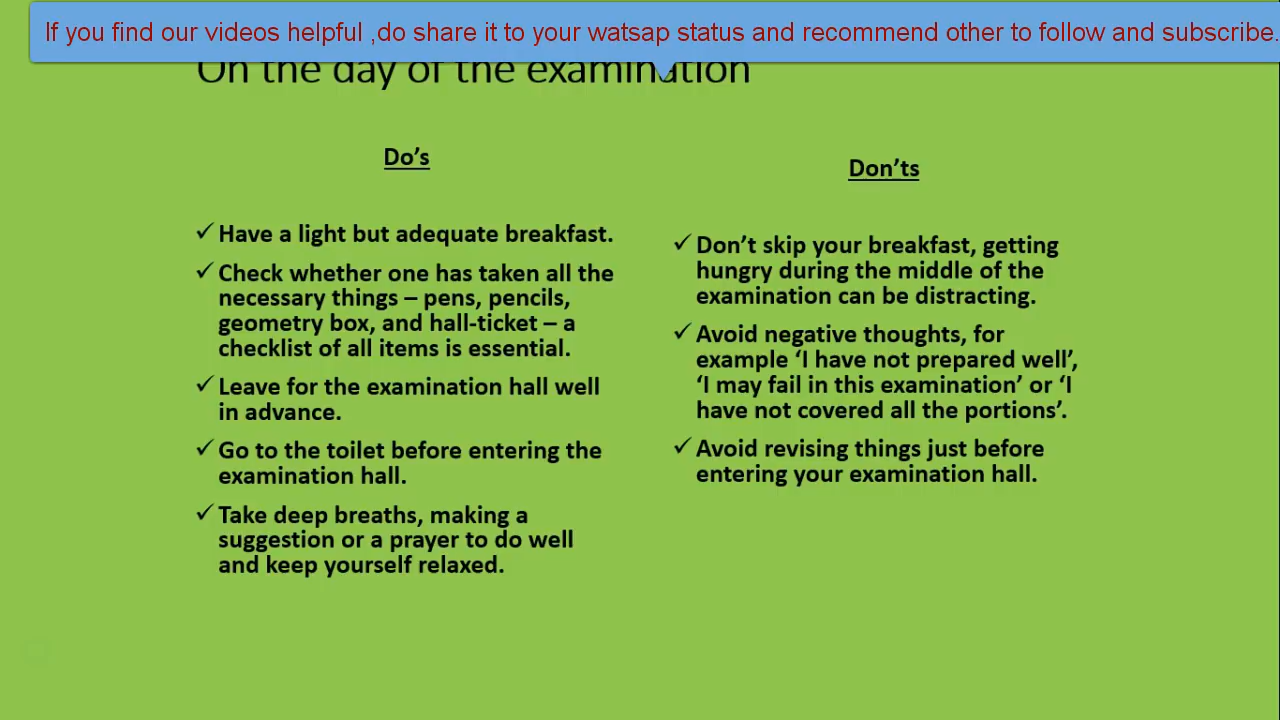 If you find our videos helpful ,do share it to your watsap status and recommend other to follow and subscribe.
On the day of the examination
Do's
✓ Have a light but adequate breakfast.
✓ Check whether one has taken all the
necessary things – pens, pencils,
geometry box, and hall-ticket – a
checklist of all items is essential.
✓ Leave for the examination hall well
in advance.
✓ Go to the toilet before entering the
examination hall.
✓ Take deep breaths, making a
suggestion or a prayer to do well
and keep yourself relaxed.
Don'ts
✓ Don't skip your breakfast, getting
hungry during the middle of the
examination can be distracting.
✓ Avoid negative thoughts, for
example 'I have not prepared well',
'I may fail in this examination' or 'I
have not covered all the portions'.
✓ Avoid revising things just before
entering your examination hall.